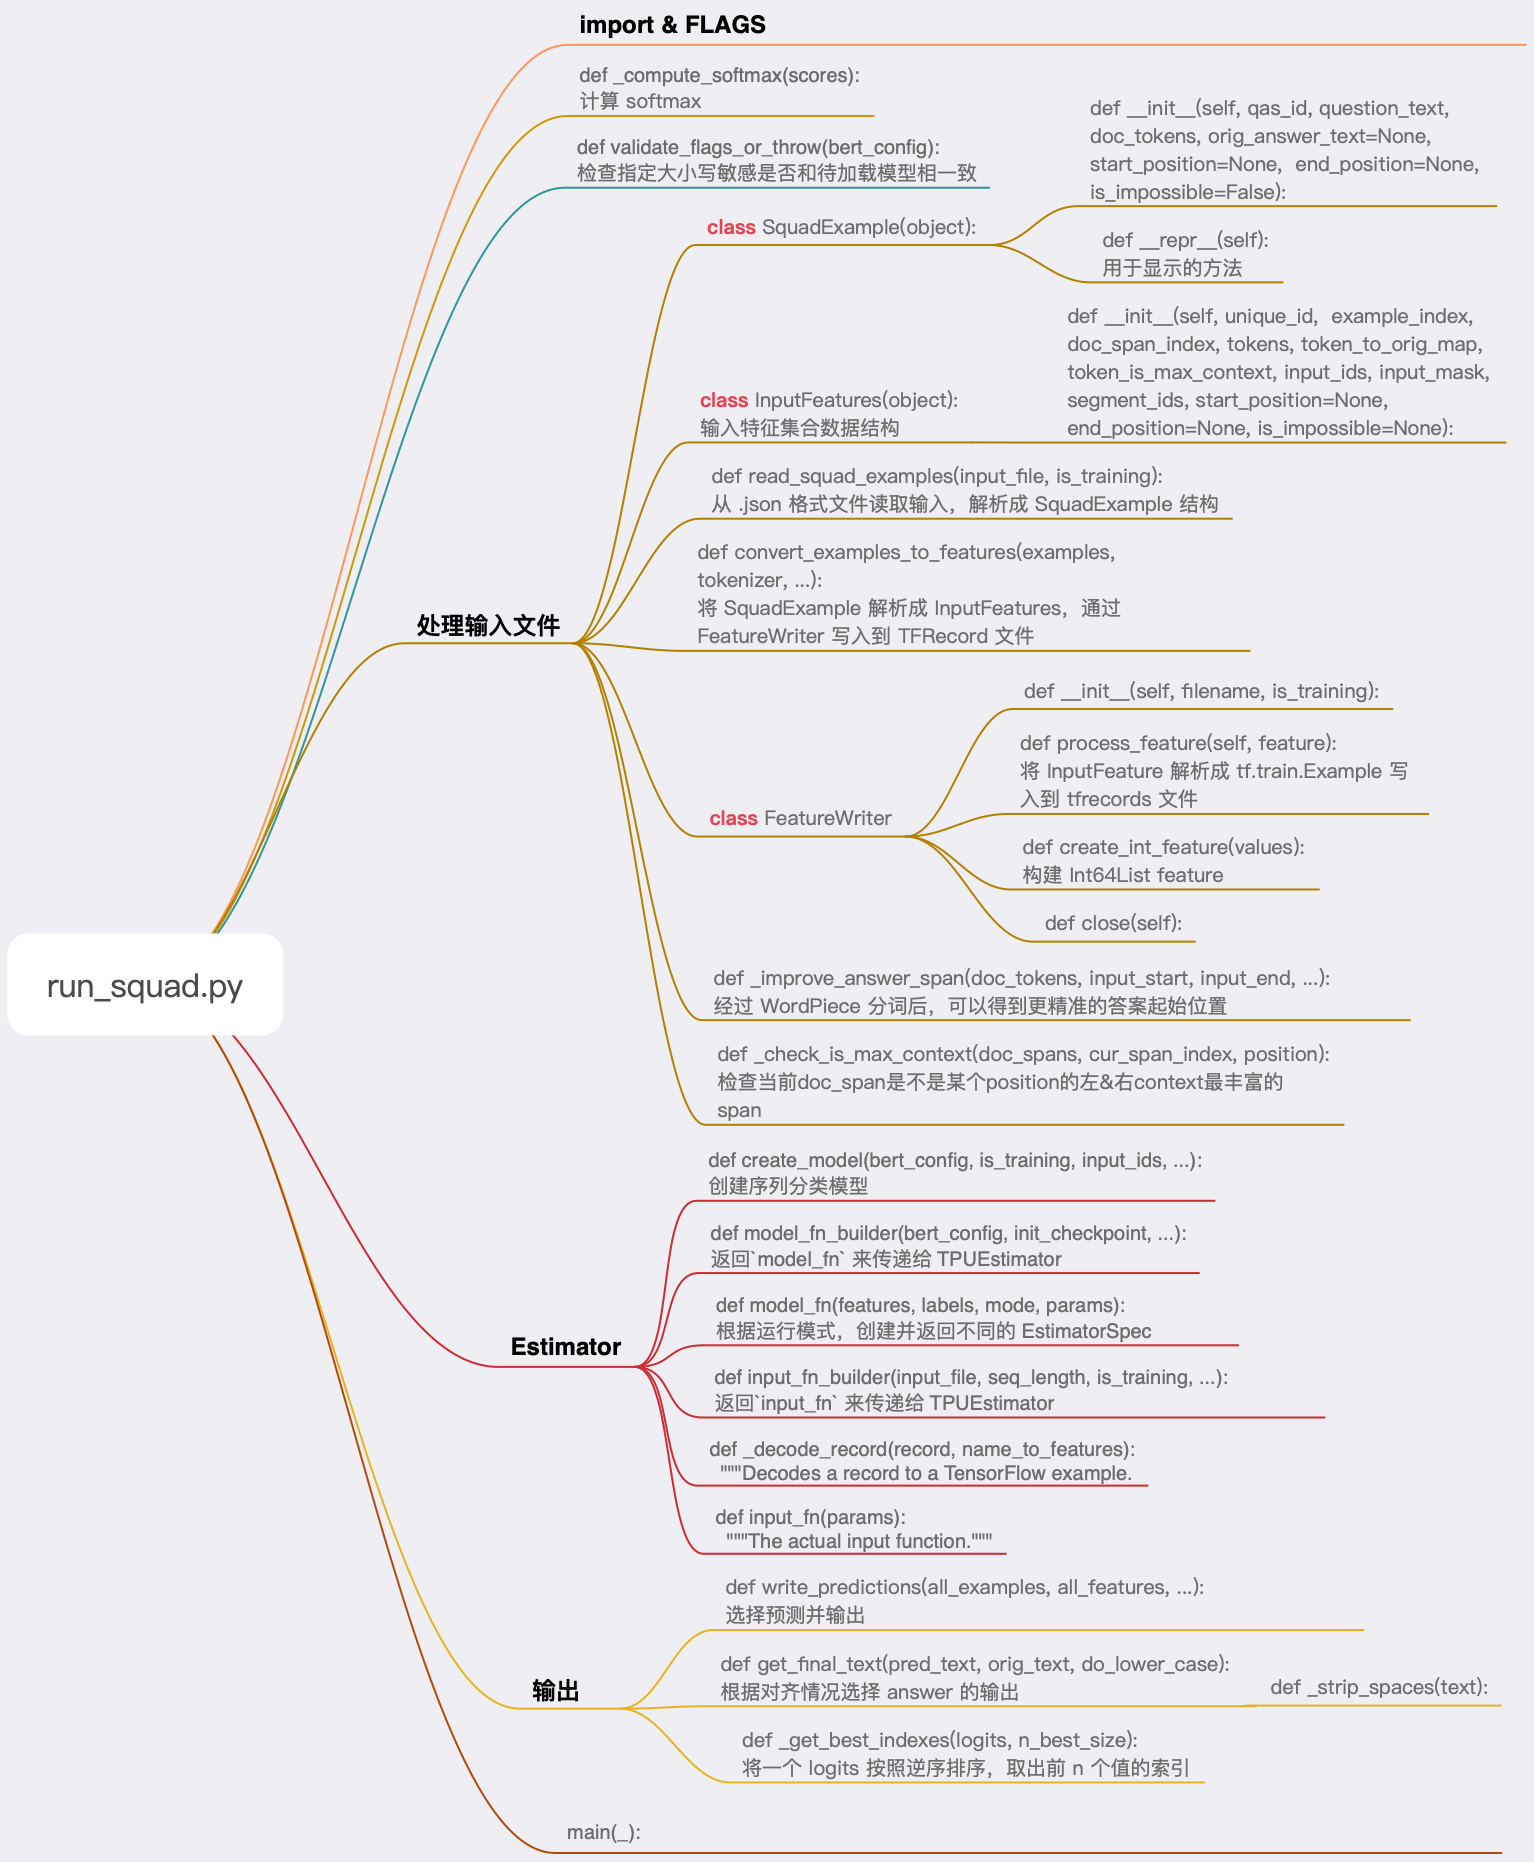 import & FLAGS
def _compute_softmax(scores):
计算 softmax
def validate_flags_or_throw(bert_config):
检查指定大小写敏感是否和待加载模型相一致
class SquadExample(object):
def __init__(self, qas_id, question_text,
doc_tokens, orig_answer_text=None,
start_position=None,  end_position=None,
is_impossible=False):
def __repr__(self):
用于显示的方法
class InputFeatures(object):
输入特征集合数据结构
def __init__(self, unique_id,  example_index,
doc_span_index, tokens, token_to_orig_map,
token_is_max_context, input_ids, input_mask,
segment_ids, start_position=None,
end_position=None, is_impossible=None):
def read_squad_examples(input_file, is_training):
从 .json 格式文件读取输入，解析成 SquadExample 结构
处理输入文件
def convert_examples_to_features(examples,
tokenizer, ...):
将 SquadExample 解析成 InputFeatures，通过
FeatureWriter 写入到 TFRecord 文件
class FeatureWriter
def __init__(self, filename, is_training):
def process_feature(self, feature):
将 InputFeature 解析成 tf.train.Example 写
入到 tfrecords 文件
def create_int_feature(values):
构建 Int64List feature
def close(self):
def _improve_answer_span(doc_tokens, input_start, input_end, ...):
经过 WordPiece 分词后，可以得到更精准的答案起始位置
def _check_is_max_context(doc_spans, cur_span_index, position):
检查当前doc_span是不是某个position的左&右context最丰富的
span
run_squad.py
Estimator
def create_model(bert_config, is_training, input_ids, ...):
创建序列分类模型
def model_fn_builder(bert_config, init_checkpoint, ...):
返回`model_fn` 来传递给 TPUEstimator
def model_fn(features, labels, mode, params):
根据运行模式，创建并返回不同的 EstimatorSpec
def input_fn_builder(input_file, seq_length, is_training, ...):
返回`input_fn` 来传递给 TPUEstimator
def _decode_record(record, name_to_features):
"""Decodes a record to a TensorFlow example.
def input_fn(params):
"""The actual input function."""
输出
def write_predictions(all_examples, all_features, ...):
选择预测并输出
def get_final_text(pred_text, orig_text, do_lower_case):
根据对齐情况选择 answer 的输出
def _strip_spaces(text):
def _get_best_indexes(logits, n_best_size):
将一个 logits 按照逆序排序，取出前 n 个值的索引
main(_):